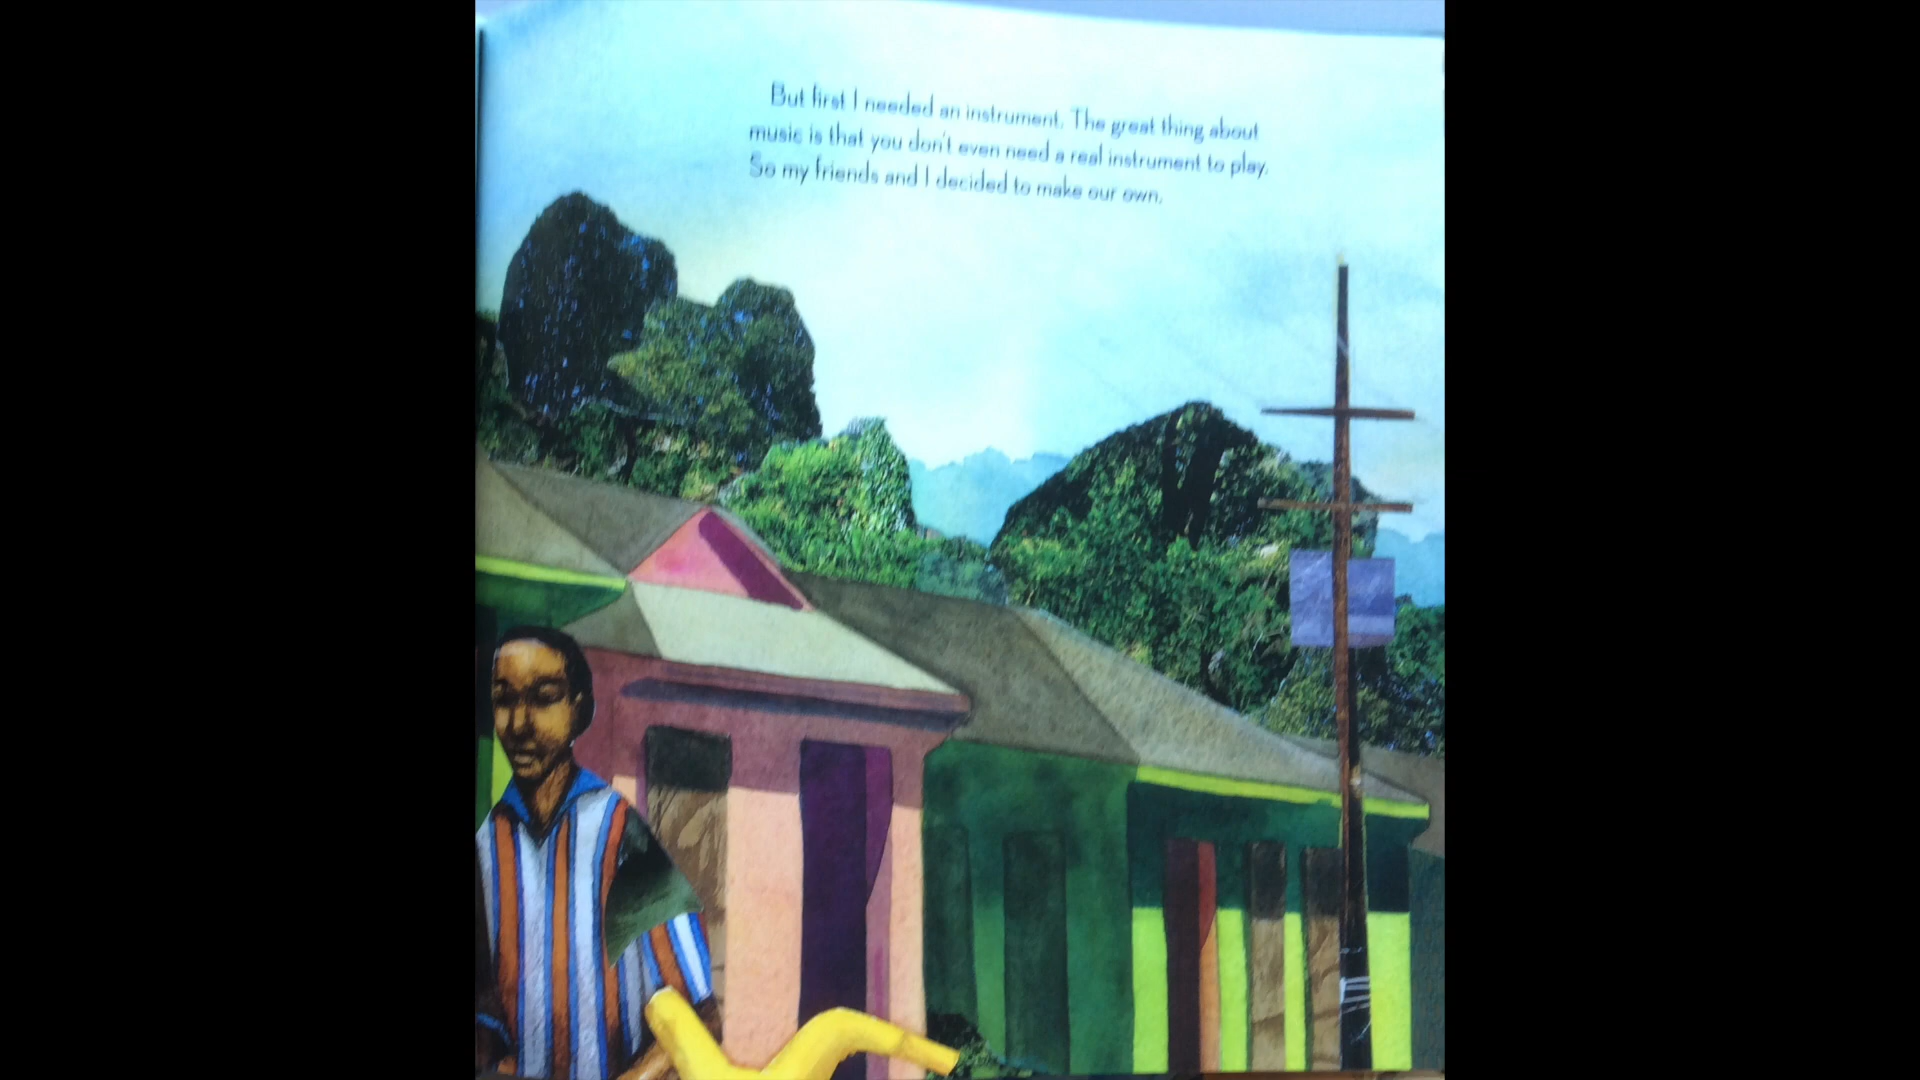 But first I needed an instrument. The great thing about
music is that you don't even need a real instrument to play.
So my friends and I decided to make our own.